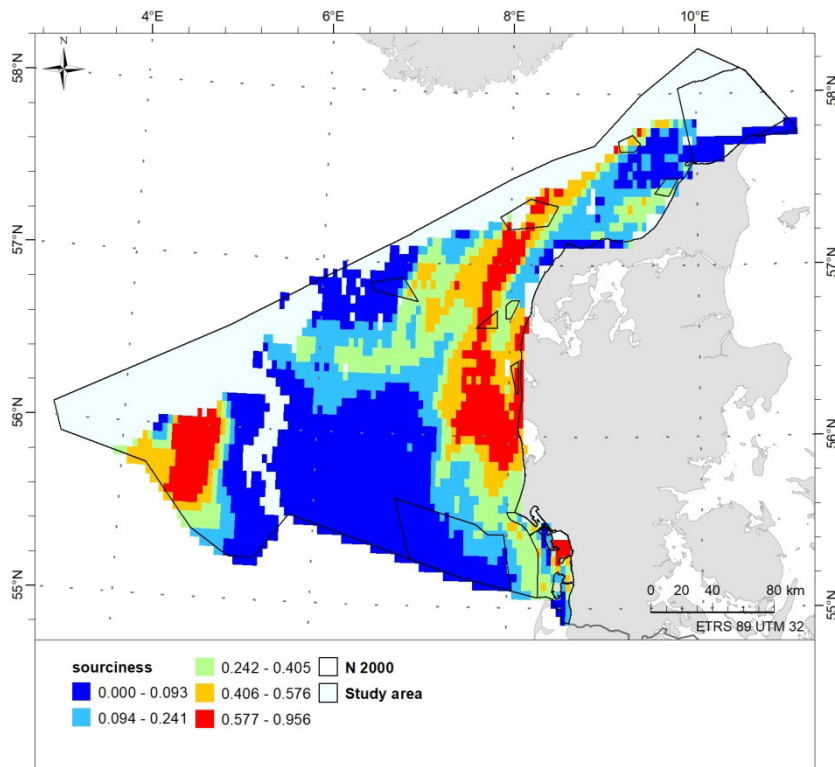 4°E 6°E 8°E 10°E
N
58°N 58°N
57°N 57°N
56°N 56°N
55°N 55°N
0 20 40 80 km
ETRS 89 UTM 32
sourciness
0.000 - 0.093
0.094 - 0.241
0.242 - 0.405
0.406 - 0.576
0.577 - 0.956
N 2000
Study area